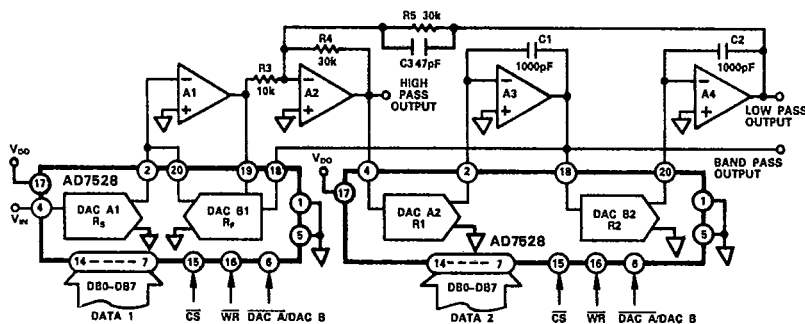 R5 30k
C3 47pF
R4
30k
R3
10k
C1
1000pF
C2
1000pF
A1
A2
A3
A4
HIGH
PASS
OUTPUT
LOW PASS
OUTPUT
BAND PASS
OUTPUT
VDD
17
AD7528
VIN
4
2
20
19
18
1
5
DAC A1
RS
DAC B1
RF
14 ---- 7
DB0–DB7
DATA 1
15
16
6
CS
WR
DAC A/DAC B
VDD
17
4
2
18
20
1
5
DAC A2
R1
DAC B2
R2
AD7528
14 ---- 7
DB0–DB7
DATA 2
15
16
6
CS
WR
DAC A/DAC B